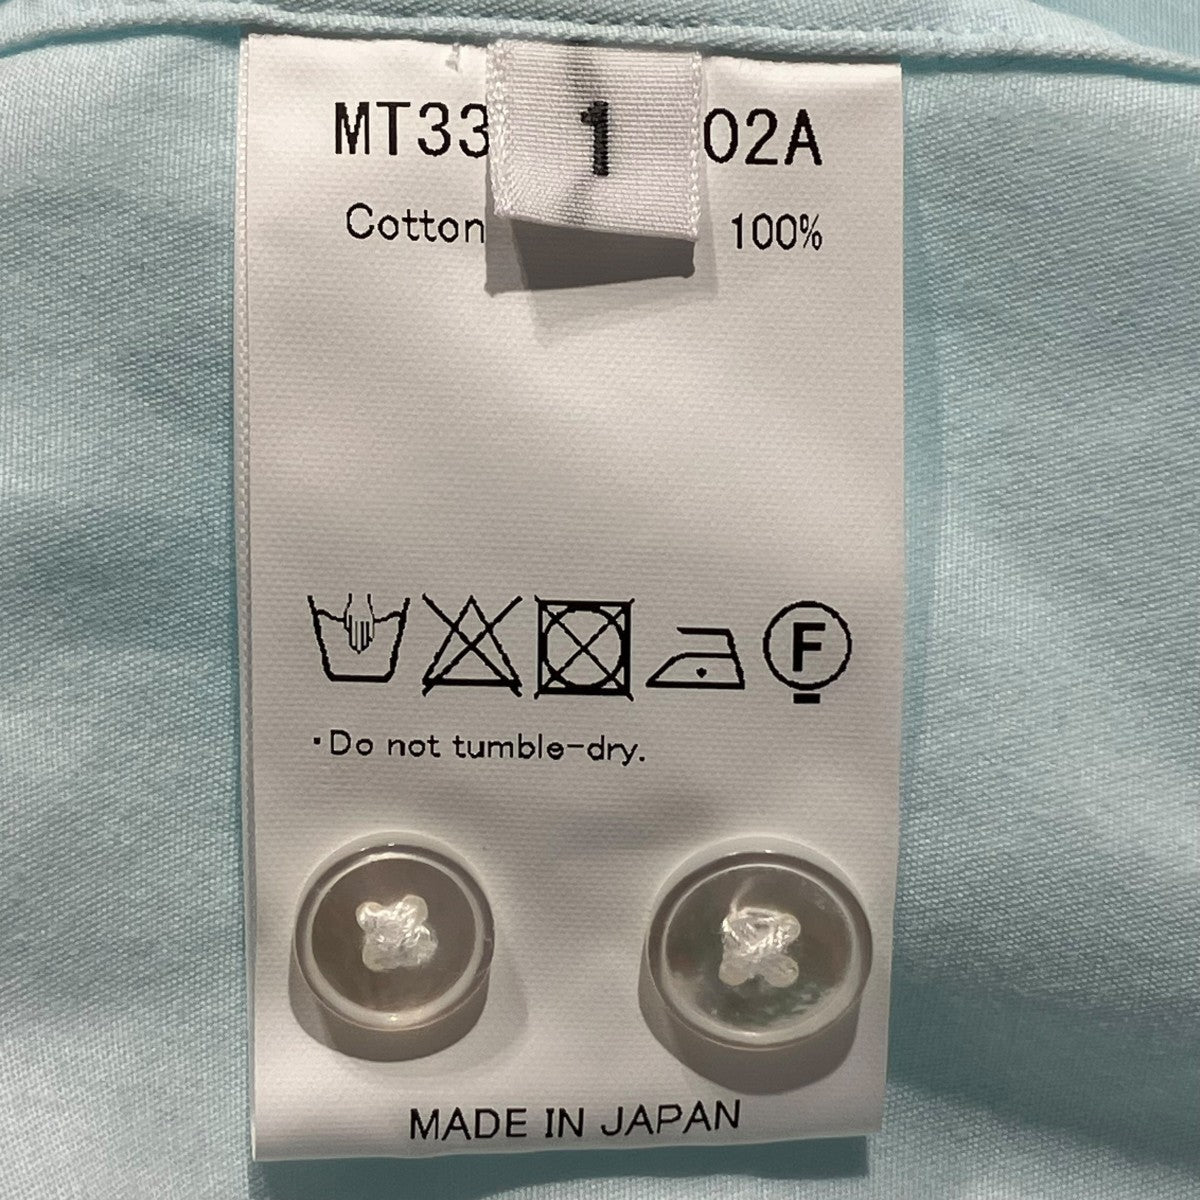 MT33 1 02A
Cotton 100%
F
·Do not tumble-dry.
MADE IN JAPAN